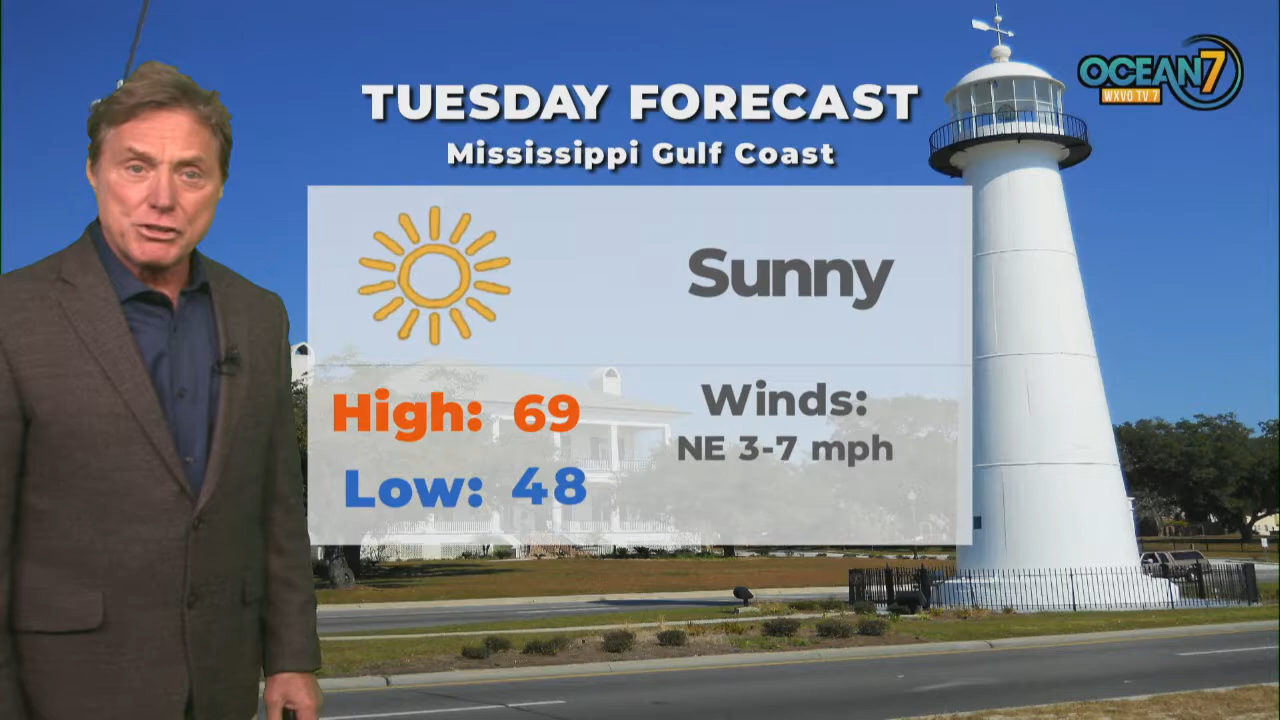 TUESDAY FORECAST
Mississippi Gulf Coast
OCEAN7
WXVO TV 7
Sunny
High: 69
Low: 48
Winds:
NE 3-7 mph